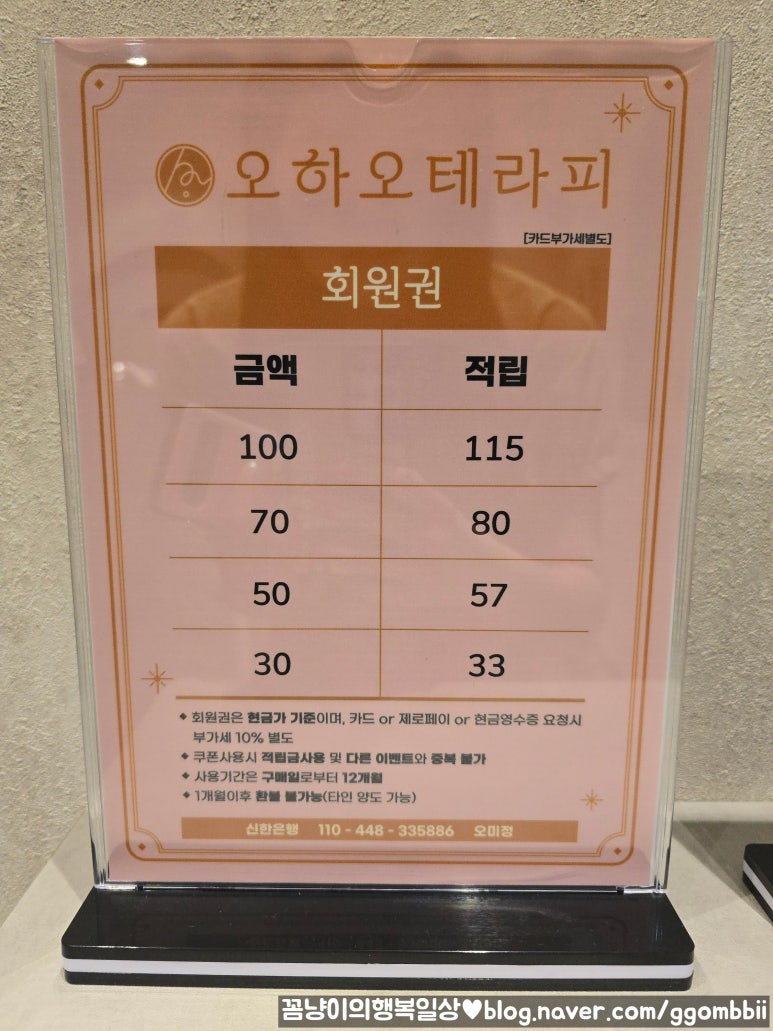 오하오테라피
[카드부가세별도]
회원권
금액 적립
100 115
70 80
50 57
30 33
◆ 회원권은 현금가 기준이며, 카드 or 제로페이 or 현금영수증 요청시
부가세 10% 별도
◆ 쿠폰사용시 적립금사용 및 다른 이벤트와 중복 불가
◆ 사용기간은 구매일로부터 12개월
◆ 1개월이후 환불 불가능(타인 양도 가능)
신한은행 110 - 448 - 335886 오미정
꼼냥이의행복일상♥blog.naver.com/ggombbii